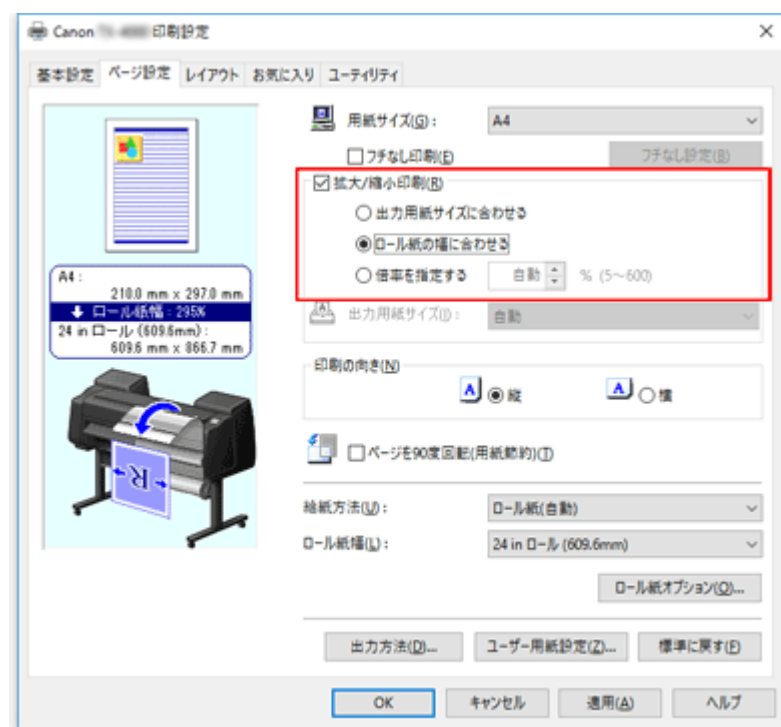 Canon 印刷設定
基本設定 ページ設定 レイアウト お気に入り ユーティリティ
用紙サイズ(G): A4
フチなし印刷(E) フチなし設定(B)
拡大/縮小印刷(R)
出力用紙サイズに合わせる
ロール紙の幅に合わせる
倍率を指定する 自動 % (5～600)
出力用紙サイズ(I): 自動
A4 :
210.0 mm x 297.0 mm
ロール紙幅 : 295%
24 in ロール (609.6mm) :
609.6 mm x 866.7 mm
印刷の向き(N)
A 縦 A 横
ページを90度回転(用紙節約)(T)
R
給紙方法(U): ロール紙(自動)
ロール紙幅(L): 24 in ロール (609.6mm)
ロール紙オプション(O)...
出力方法(D)... ユーザー用紙設定(Z)... 標準に戻す(F)
OK キャンセル 適用(A) ヘルプ